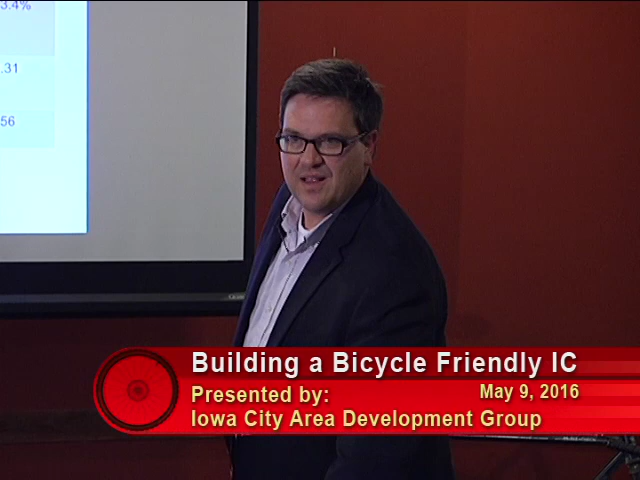 3.4%
.31
56
Building a Bicycle Friendly IC
Presented by:
May 9, 2016
Iowa City Area Development Group